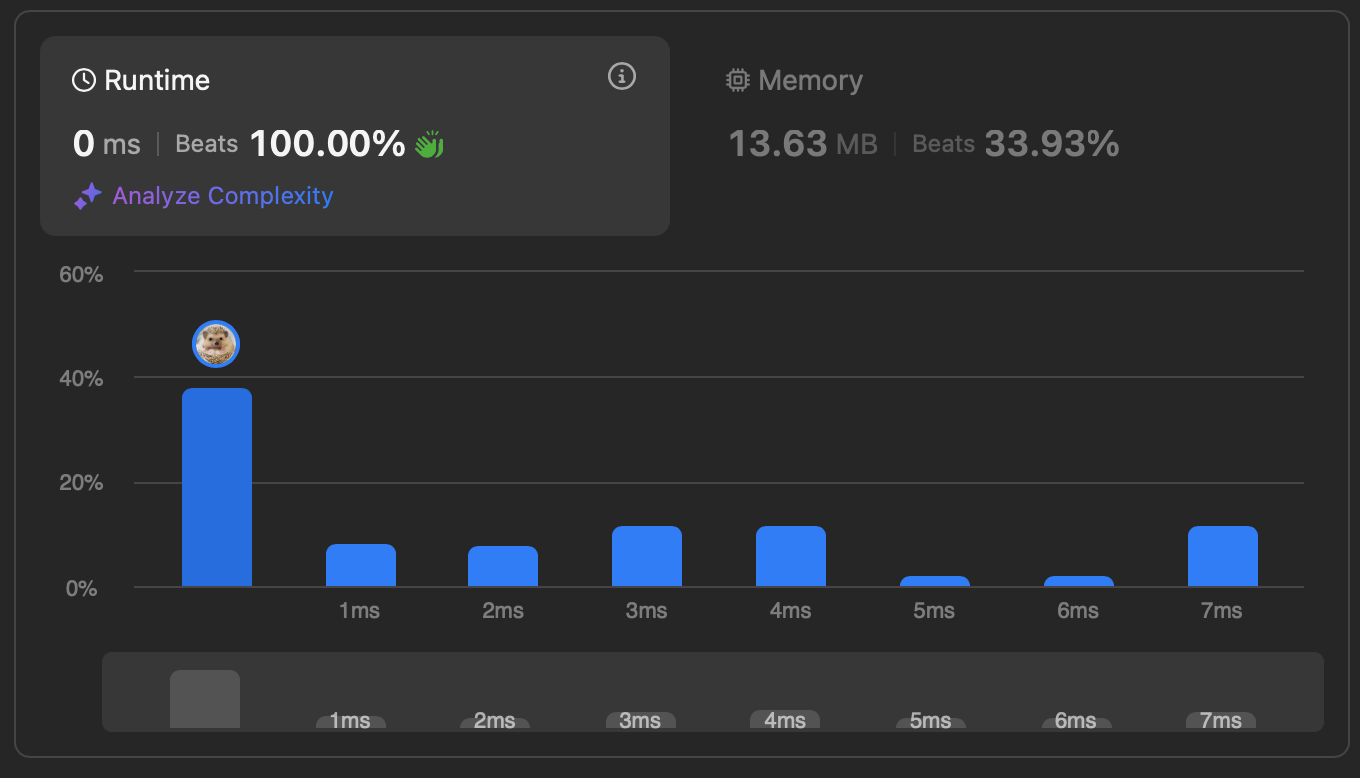 Runtime
0 ms | Beats 100.00%
Analyze Complexity
Memory
13.63 MB | Beats 33.93%
60%
40%
20%
0%
1ms 2ms 3ms 4ms 5ms 6ms 7ms
1ms 2ms 3ms 4ms 5ms 6ms 7ms